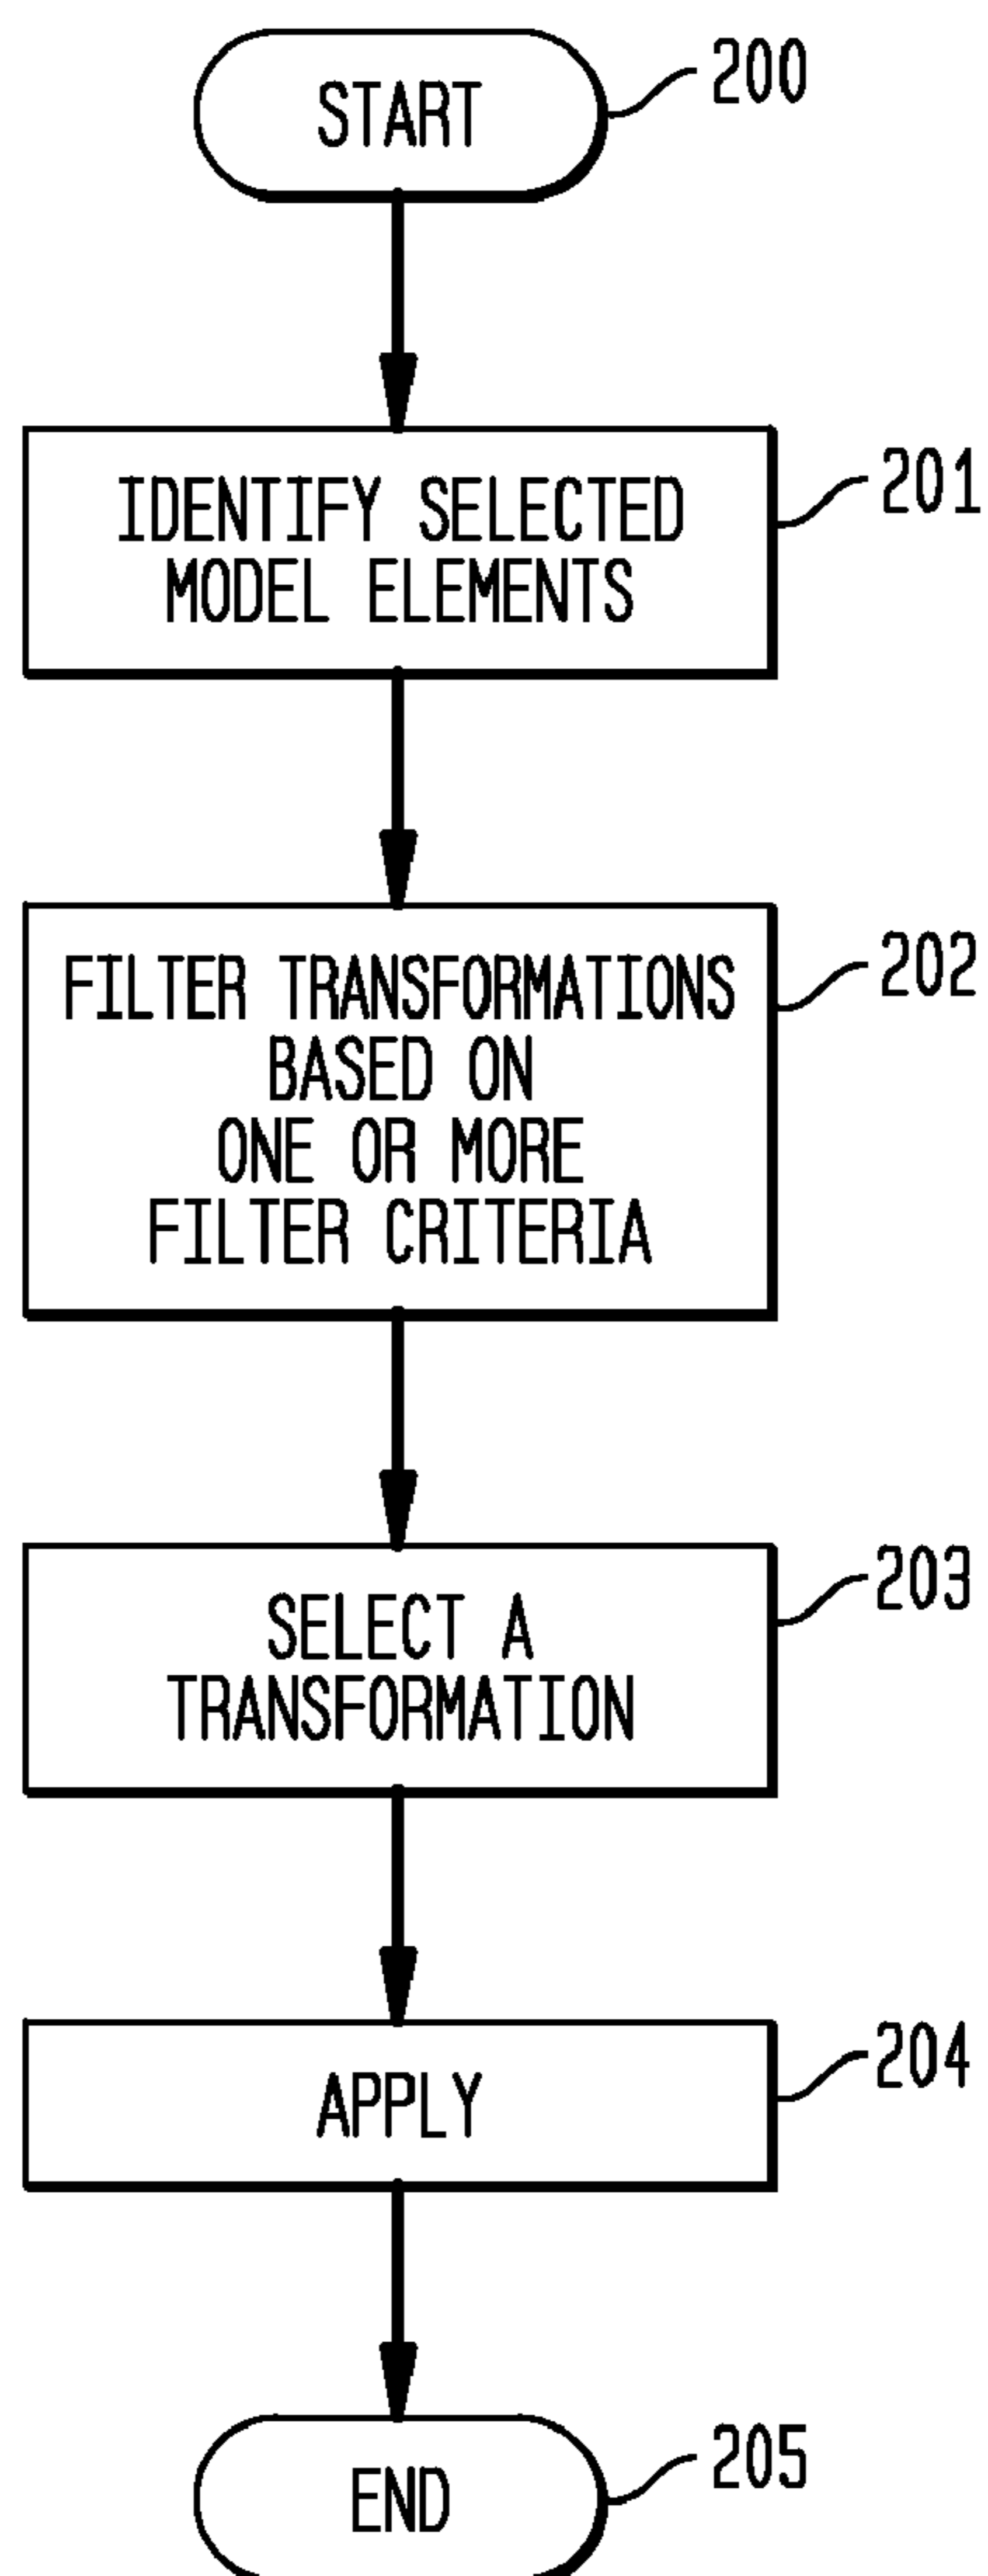 START
200
IDENTIFY SELECTED
MODEL ELEMENTS
201
FILTER TRANSFORMATIONS
BASED ON
ONE OR MORE
FILTER CRITERIA
202
SELECT A
TRANSFORMATION
203
APPLY
204
END
205